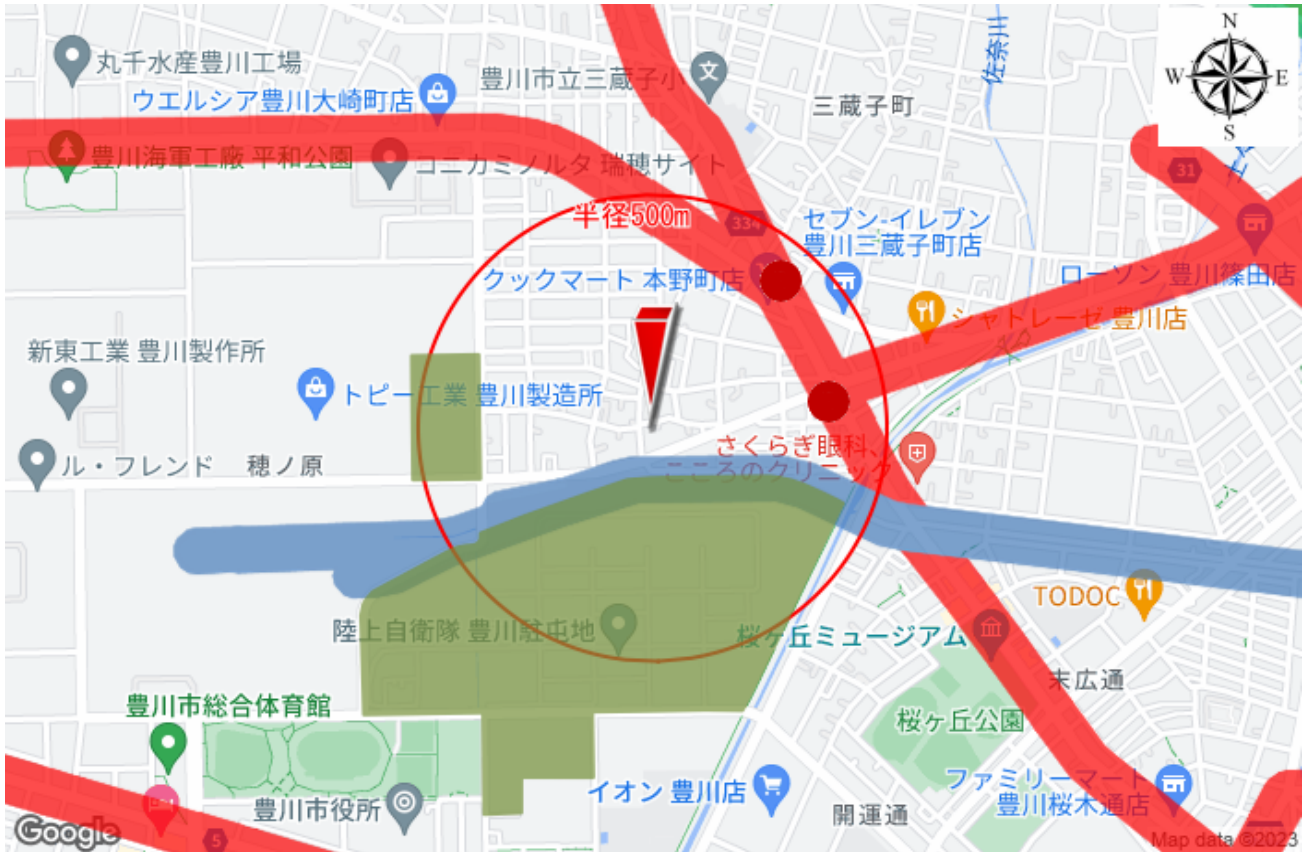 N
W E
S
丸千水産豊川工場
豊川市立三蔵子小
文
佐奈川
ウエルシア豊川大崎町店
三蔵子町
豊川海軍工廠 平和公園
コニカミノルタ 瑞穂サイト
31
半径500m
334
セブン-イレブン
豊川三蔵子町店
クックマート 本野町店
ローソン 豊川篠田店
シャトレーゼ 豊川店
新東工業 豊川製作所
トピー工業 豊川製造所
さくらぎ眼科、
こころのクリニック
ル・フレンド 穂ノ原
TODOC
陸上自衛隊 豊川駐屯地
桜ヶ丘ミュージアム
末広通
豊川市総合体育館
桜ヶ丘公園
イオン 豊川店
ファミリーマート
豊川桜木通店
豊川市役所
開運通
5
Google
Map data ©2023